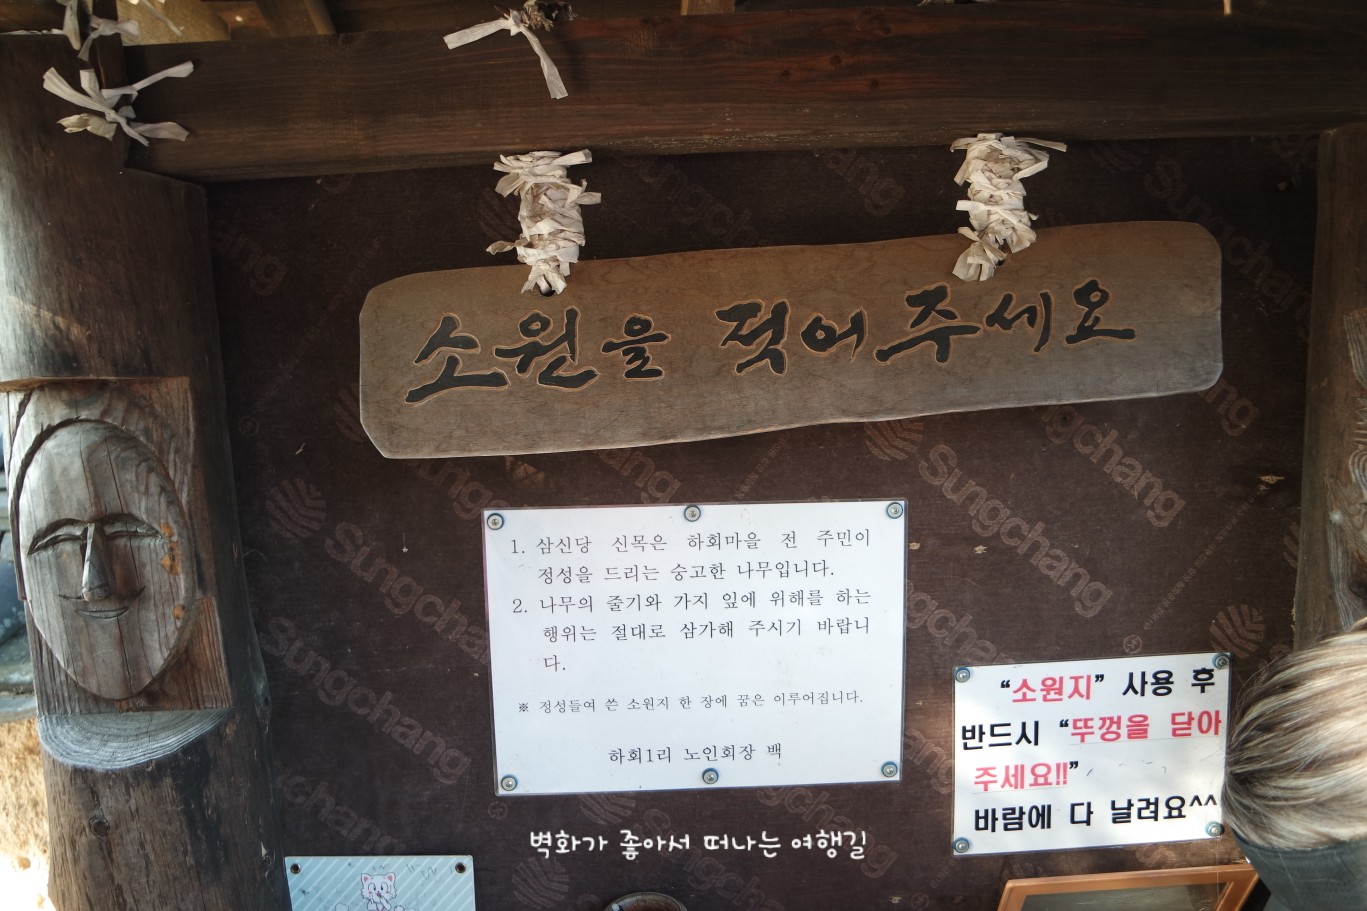 소원을 적어주세요
1. 삼신당 신목은 하회마을 전 주민이
정성을 드리는 숭고한 나무입니다.
2. 나무의 줄기와 가지 잎에 위해를 하는
행위는 절대로 삼가해 주시기 바랍니
다.
※ 정성들여 쓴 소원지 한 장에 꿈은 이루어집니다.
하회1리 노인회장 백
“소원지” 사용 후
반드시 “뚜껑을 닫아
주세요!!”
바람에 다 날려요^^
벽화가 좋아서 떠나는 여행길
Sungchang
Sungchang
Sungchang
Sungchang